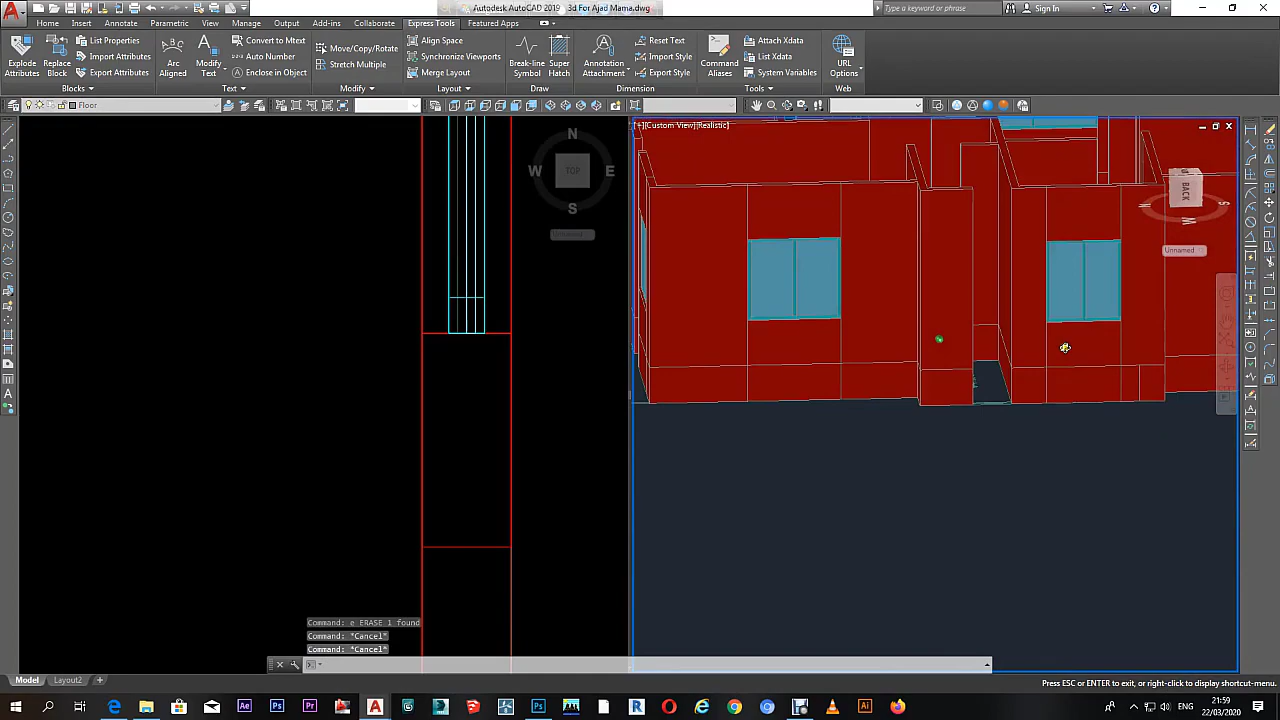 Autodesk AutoCAD 2019 3d For Ajad Mama.dwg
Type a keyword or phrase
Sign In
Home Insert Annotate Parametric View Manage Output Add-ins Collaborate Express Tools Featured Apps
Explode Attributes
Replace Block
List Properties
Import Attributes
Export Attributes
Blocks
Arc Aligned
Modify Text
Convert to Mtext
Auto Number
Enclose in Object
Text
Move/Copy/Rotate
Stretch Multiple
Modify
Align Space
Synchronize Viewports
Merge Layout
Layout
Break-line Symbol
Super Hatch
Draw
Annotation Attachment
Reset Text
Import Style
Export Style
Dimension
Command Aliases
Attach Xdata
List Xdata
System Variables
Tools
URL Options
Web
Floor
[+][Custom View][Realistic]
N
W TOP E
S
Unnamed
BACK
Unnamed
Command: e ERASE 1 found
Command: *Cancel*
Command: *Cancel*
Model Layout2 +
Press ESC or ENTER to exit, or right-click to display shortcut-menu.
Ae Ps Pr A R Ps Ai
ENG
21:59
22/03/2020